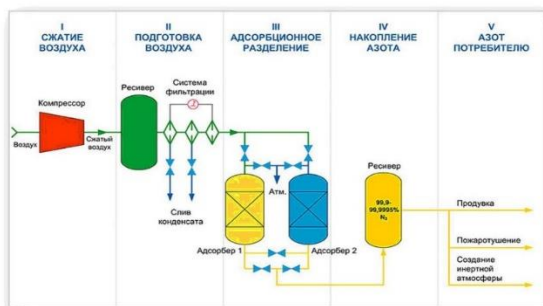 I
СЖАТИЕ
ВОЗДУХА
II
ПОДГОТОВКА
ВОЗДУХА
III
АДСОРБЦИОННОЕ
РАЗДЕЛЕНИЕ
IV
НАКОПЛЕНИЕ
АЗОТА
V
АЗОТ
ПОТРЕБИТЕЛЮ
Компрессор
Воздух
Сжатый
воздух
Ресивер
Система
фильтрации
Слив
конденсата
Атм.
Адсорбер 1
Адсорбер 2
Ресивер
99,9-
99,9995%
N₂
Продувка
Пожаротушение
Создание
инертной
атмосферы